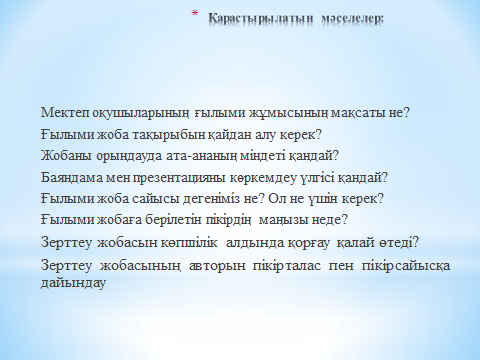 * Қарастырылатын мәселелер:
Мектеп оқушыларының ғылыми жұмысының мақсаты не?
Ғылыми жоба тақырыбын қайдан алу керек?
Жобаны орындауда ата-ананың міндеті қандай?
Баяндама мен презентацияны көркемдеу үлгісі қандай?
Ғылыми жоба сайысы дегеніміз не? Ол не үшін керек?
Ғылыми жобаға берілетін пікірдің маңызы неде?
Зерттеу жобасын көпшілік алдында қорғау қалай өтеді?
Зерттеу жобасының авторын пікірталас пен пікірсайысқа
дайындау